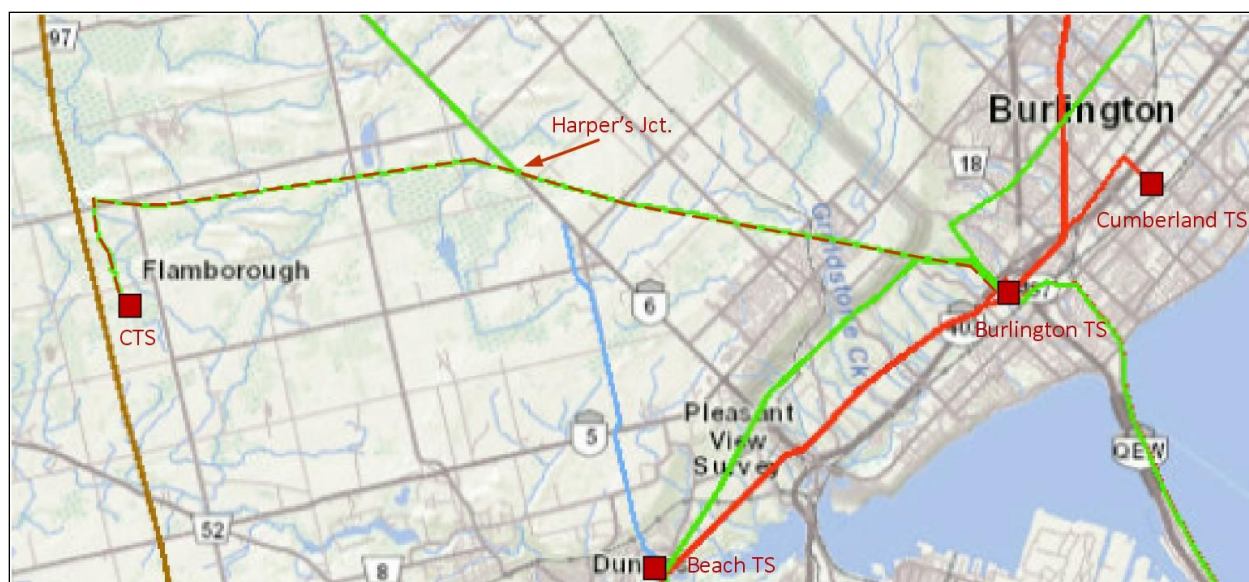 97
Harper's Jct.
Burlington
18
Cumberland TS
Flamborough
6
CTS
Burlington TS
Pleasant
View
Survey
5
QEW
52
8
Beach TS